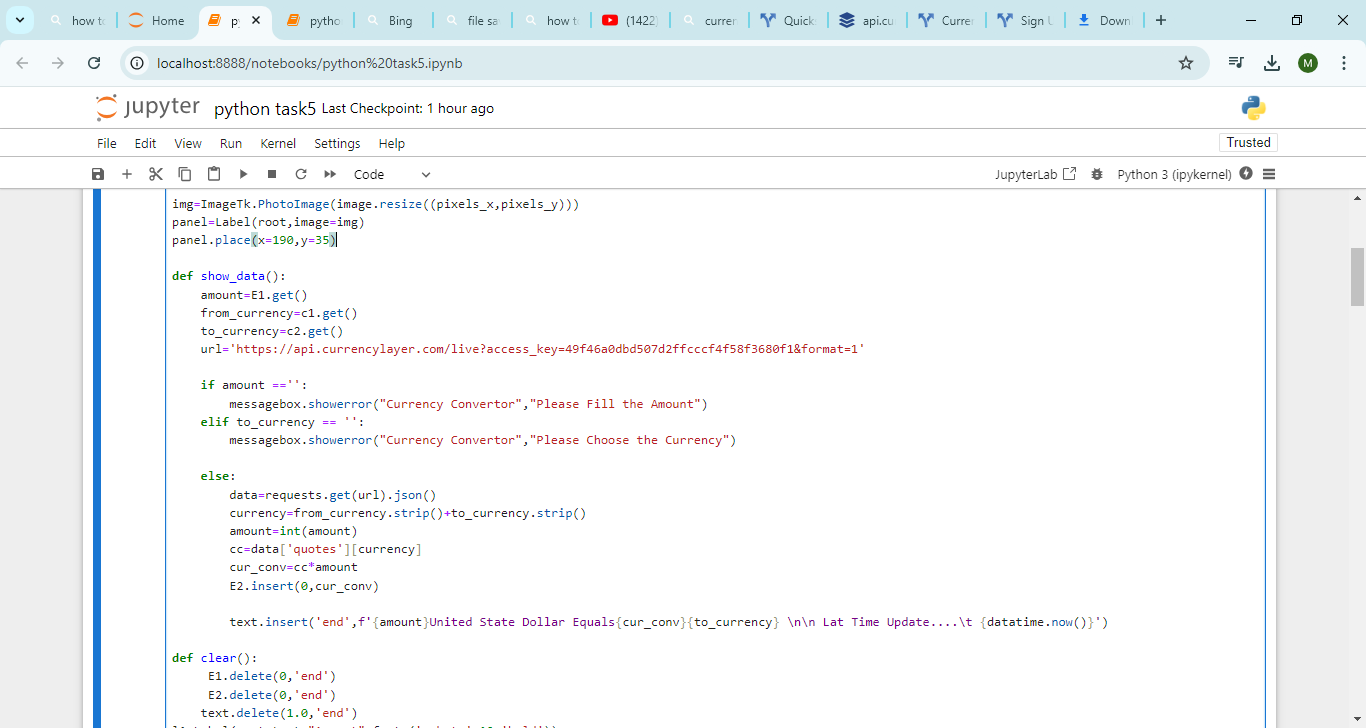 how t
Home
py
pytho
Bing
file sa
how t
(1422)
curren
Quick
api.cu
Curre
Sign U
Down
localhost:8888/notebooks/python%20task5.ipynb
M
jupyter python task5 Last Checkpoint: 1 hour ago
File Edit View Run Kernel Settings Help Trusted
Code JupyterLab Python 3 (ipykernel)
img=ImageTk.PhotoImage(image.resize((pixels_x,pixels_y)))
panel=Label(root,image=img)
panel.place(x=190,y=35)
def show_data():
amount=E1.get()
from_currency=c1.get()
to_currency=c2.get()
url='https://api.currencylayer.com/live?access_key=49f46a0dbd507d2ffcccf4f58f3680f1&format=1'
if amount =='':
messagebox.showerror("Currency Convertor","Please Fill the Amount")
elif to_currency == '':
messagebox.showerror("Currency Convertor","Please Choose the Currency")
else:
data=requests.get(url).json()
currency=from_currency.strip()+to_currency.strip()
amount=int(amount)
cc=data['quotes'][currency]
cur_conv=cc*amount
E2.insert(0,cur_conv)
text.insert('end',f'{amount}United State Dollar Equals{cur_conv}{to_currency} \n\n Lat Time Update....\t {datatime.now()}')
def clear():
E1.delete(0,'end')
E2.delete(0,'end')
text.delete(1.0,'end')